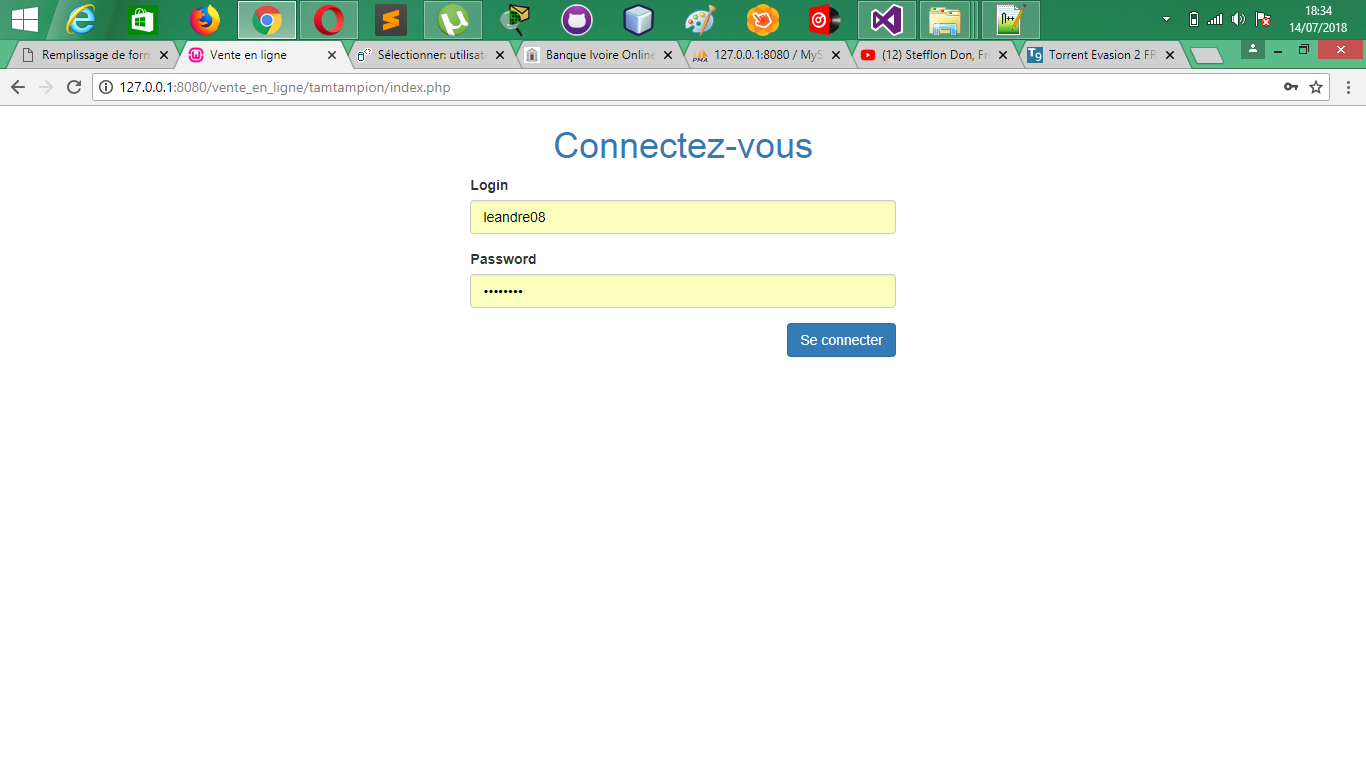 18:34
14/07/2018
Remplissage de form
Vente en ligne
Sélectionner: utilisat
Banque Ivoire Online
PMA
127.0.0.1:8080 / MyS
(12) Stefflon Don, Fr
T9
Torrent Evasion 2 FR
127.0.0.1:8080/vente_en_ligne/tamtampion/index.php
Connectez-vous
Login
leandre08
Password
••••••••
Se connecter